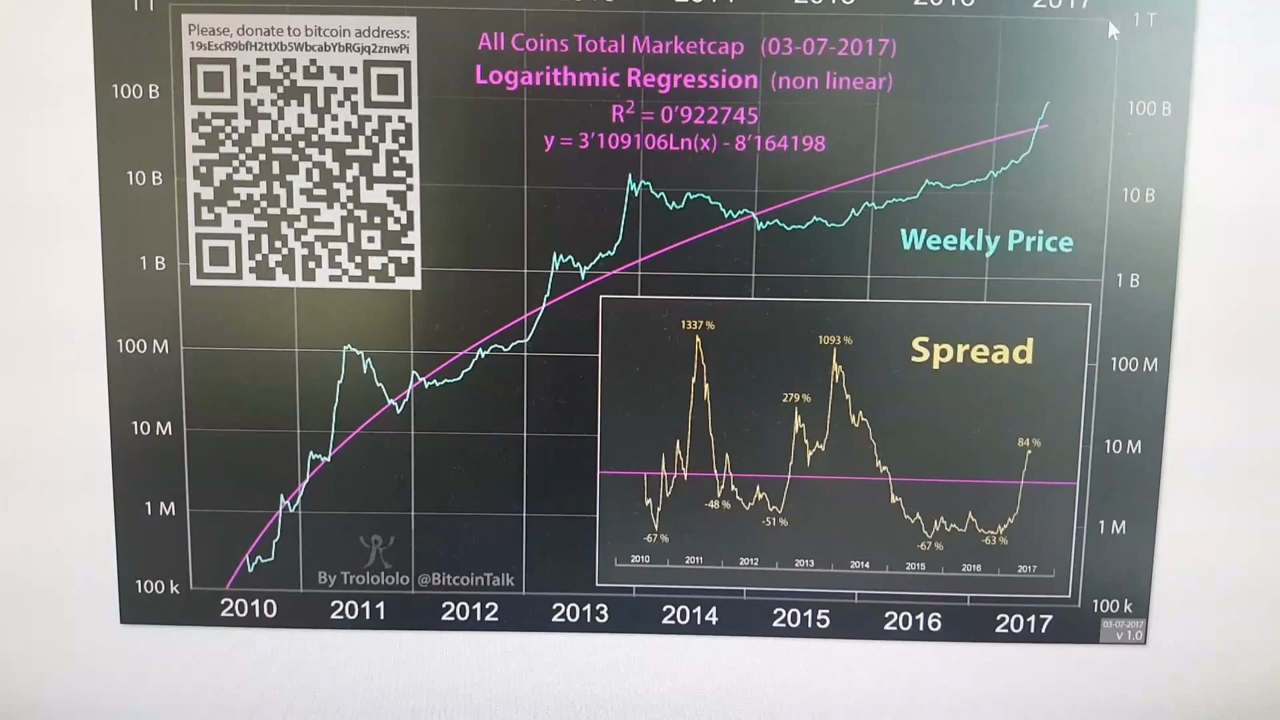 2014
2016
2017
1 T
Please, donate to bitcoin address:
19sEscR9bfH2ttXb5WbcabYbRGjq2znwPi
All Coins Total Marketcap (03-07-2017)
Logarithmic Regression (non linear)
R2 = 0'922745
y = 3'109106Ln(x) - 8'164198
100 B
100 B
10 B
10 B
Weekly Price
1 B
1 B
Spread
1337 %
1093 %
279 %
84 %
-67 %
-48 %
-51 %
-67 %
-63 %
2010 2011 2012 2013 2014 2015 2016 2017
100 M
100 M
10 M
10 M
1 M
1 M
100 k
100 k
By Trolololo @BitcoinTalk
2010 2011 2012 2013 2014 2015 2016 2017
03-07-2017
v 1.0